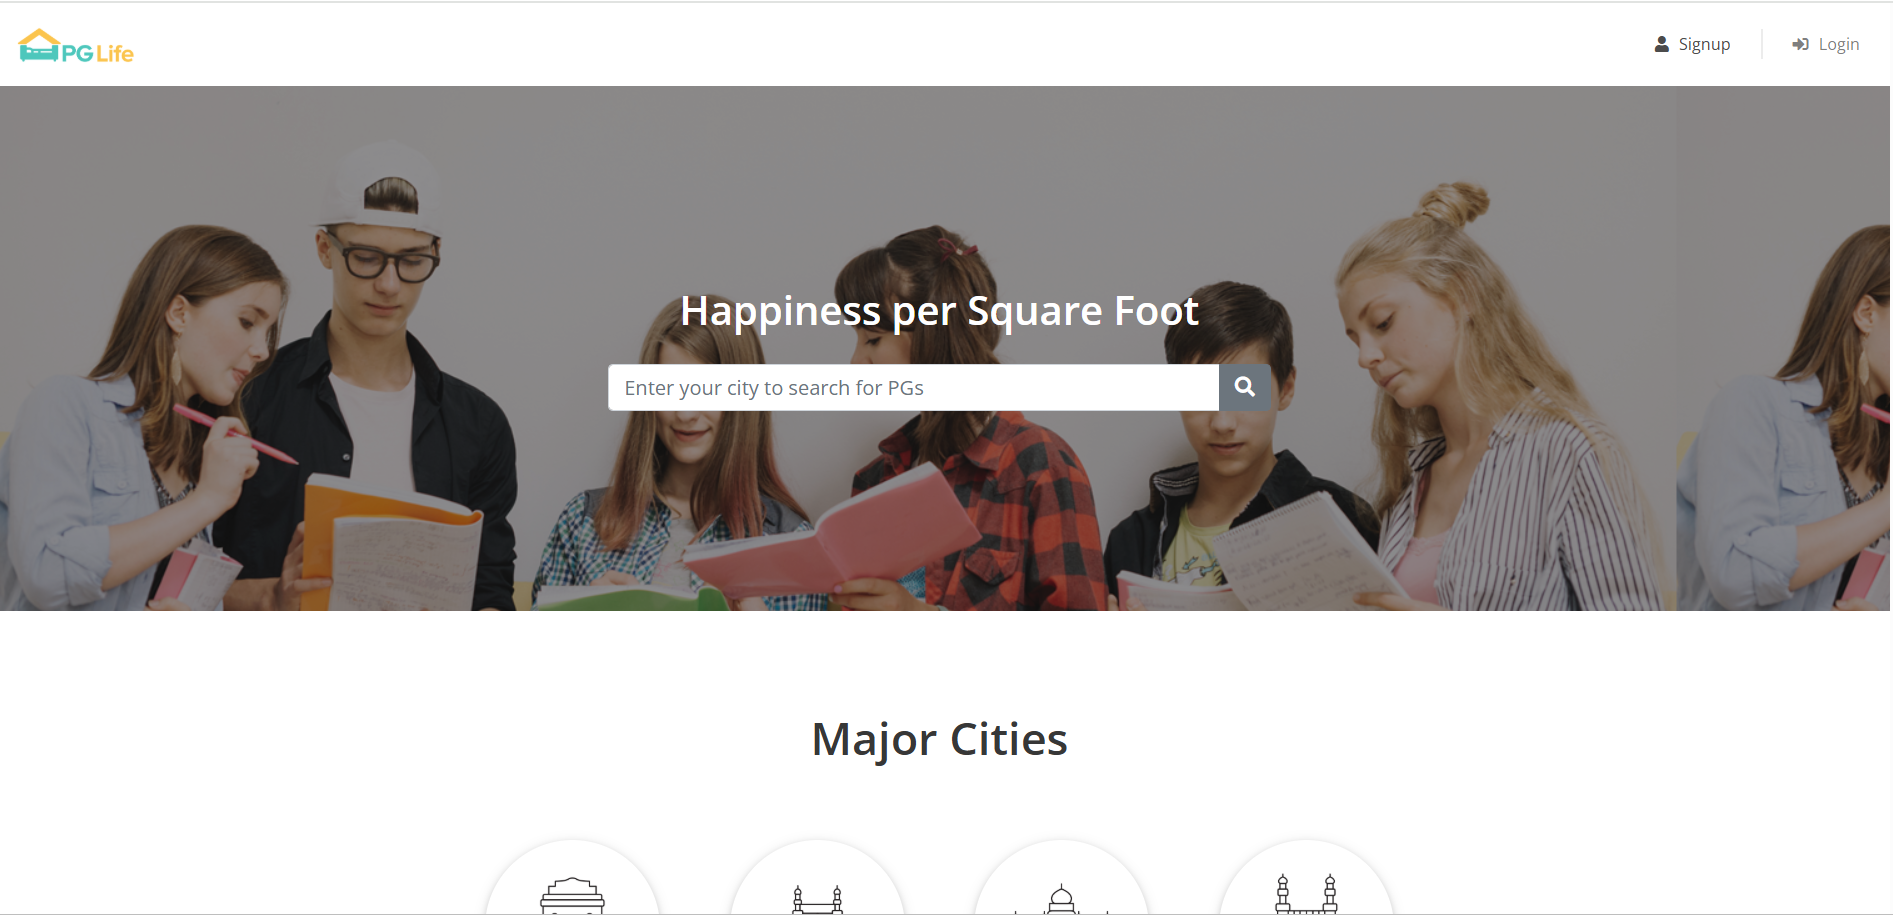 PG Life
Signup
Login
Happiness per Square Foot
Enter your city to search for PGs
Major Cities